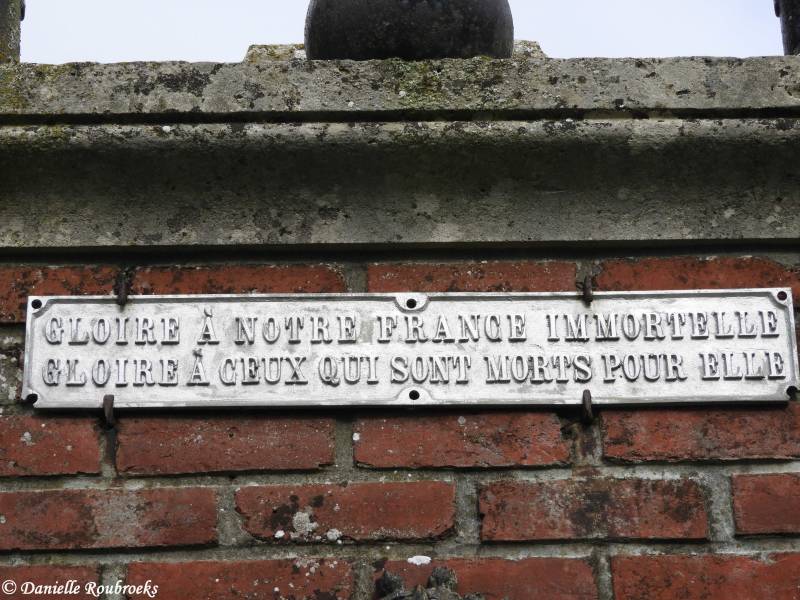 GLOIRE À NOTRE FRANCE IMMORTELLE
GLOIRE À CEUX QUI SONT MORTS POUR ELLE
© Danielle Roubroeks